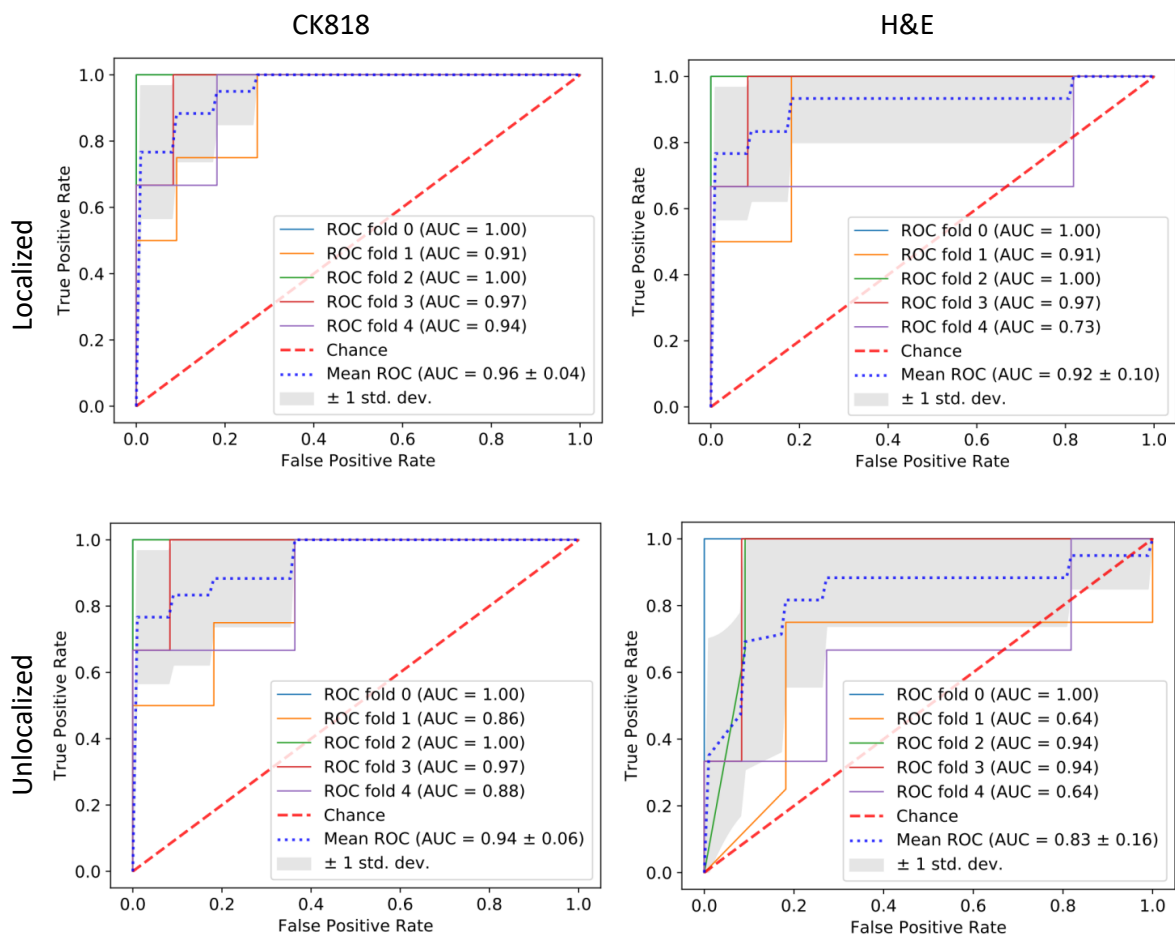 CK818
H&E
Localized
True Positive Rate
1.0
0.8
0.6
0.4
0.2
0.0
ROC fold 0 (AUC = 1.00)
ROC fold 1 (AUC = 0.91)
ROC fold 2 (AUC = 1.00)
ROC fold 3 (AUC = 0.97)
ROC fold 4 (AUC = 0.94)
Chance
Mean ROC (AUC = 0.96 ± 0.04)
± 1 std. dev.
0.0 0.2 0.4 0.6 0.8 1.0
False Positive Rate
True Positive Rate
1.0
0.8
0.6
0.4
0.2
0.0
ROC fold 0 (AUC = 1.00)
ROC fold 1 (AUC = 0.91)
ROC fold 2 (AUC = 1.00)
ROC fold 3 (AUC = 0.97)
ROC fold 4 (AUC = 0.73)
Chance
Mean ROC (AUC = 0.92 ± 0.10)
± 1 std. dev.
0.0 0.2 0.4 0.6 0.8 1.0
False Positive Rate
Unlocalized
True Positive Rate
1.0
0.8
0.6
0.4
0.2
0.0
ROC fold 0 (AUC = 1.00)
ROC fold 1 (AUC = 0.86)
ROC fold 2 (AUC = 1.00)
ROC fold 3 (AUC = 0.97)
ROC fold 4 (AUC = 0.88)
Chance
Mean ROC (AUC = 0.94 ± 0.06)
± 1 std. dev.
0.0 0.2 0.4 0.6 0.8 1.0
False Positive Rate
True Positive Rate
1.0
0.8
0.6
0.4
0.2
0.0
ROC fold 0 (AUC = 1.00)
ROC fold 1 (AUC = 0.64)
ROC fold 2 (AUC = 0.94)
ROC fold 3 (AUC = 0.94)
ROC fold 4 (AUC = 0.64)
Chance
Mean ROC (AUC = 0.83 ± 0.16)
± 1 std. dev.
0.0 0.2 0.4 0.6 0.8 1.0
False Positive Rate